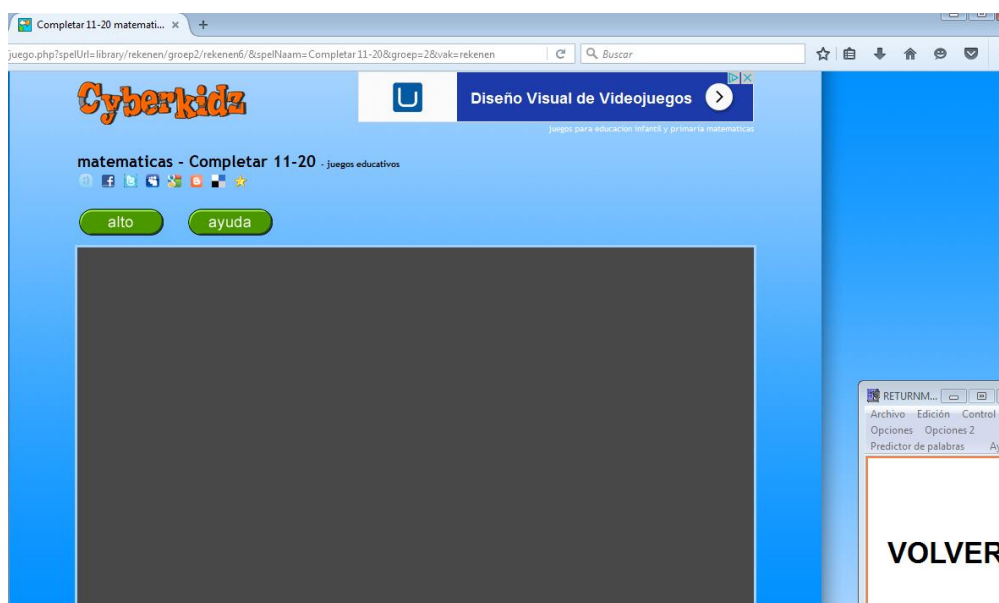 Completar 11-20 matemati... × +
juego.php?spelUrl=library/rekenen/groep2/rekenen6/&spelNaam=Completar 11-20&groep=2&vak=rekenen
Buscar
Cyberkidz
Diseño Visual de Videojuegos
juegos para educacion infantil y primaria matematicas
matematicas - Completar 11-20 - juegos educativos
alto ayuda
RETURNM...
Archivo Edición Control
Opciones Opciones 2
Predictor de palabras Ay
VOLVER